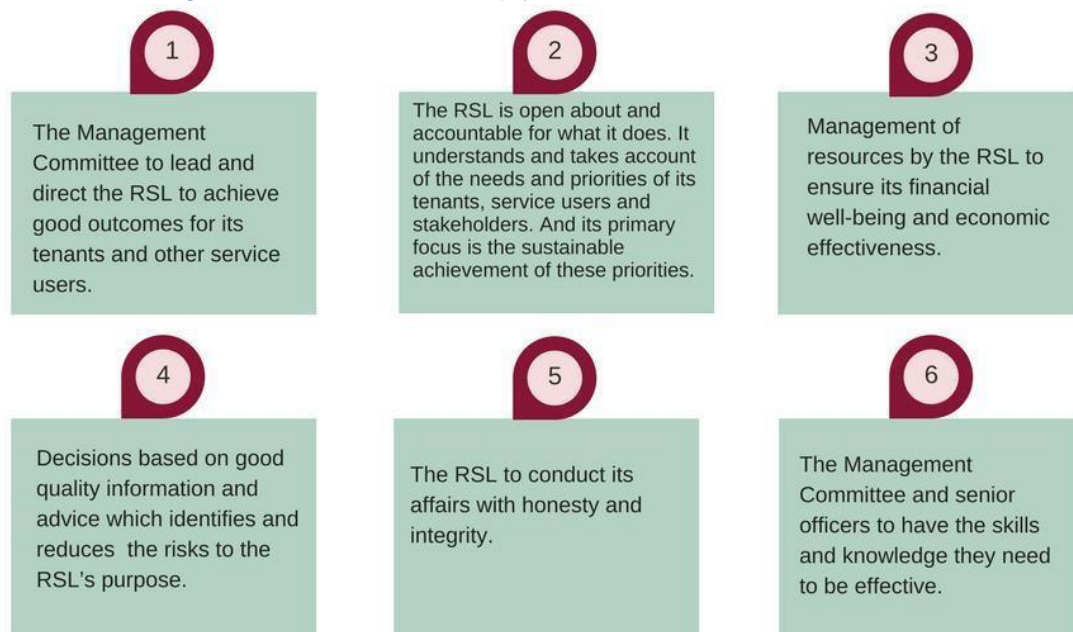 1
The Management
Committee to lead and
direct the RSL to achieve
good outcomes for its
tenants and other service
users.
2
The RSL is open about and
accountable for what it does. It
understands and takes account
of the needs and priorities of its
tenants, service users and
stakeholders. And its primary
focus is the sustainable
achievement of these priorities.
3
Management of
resources by the RSL to
ensure its financial
well-being and economic
effectiveness.
4
Decisions based on good
quality information and
advice which identifies and
reduces  the risks to the
RSL’s purpose.
5
The RSL to conduct its
affairs with honesty and
integrity.
6
The Management
Committee and senior
officers to have the skills
and knowledge they need
to be effective.